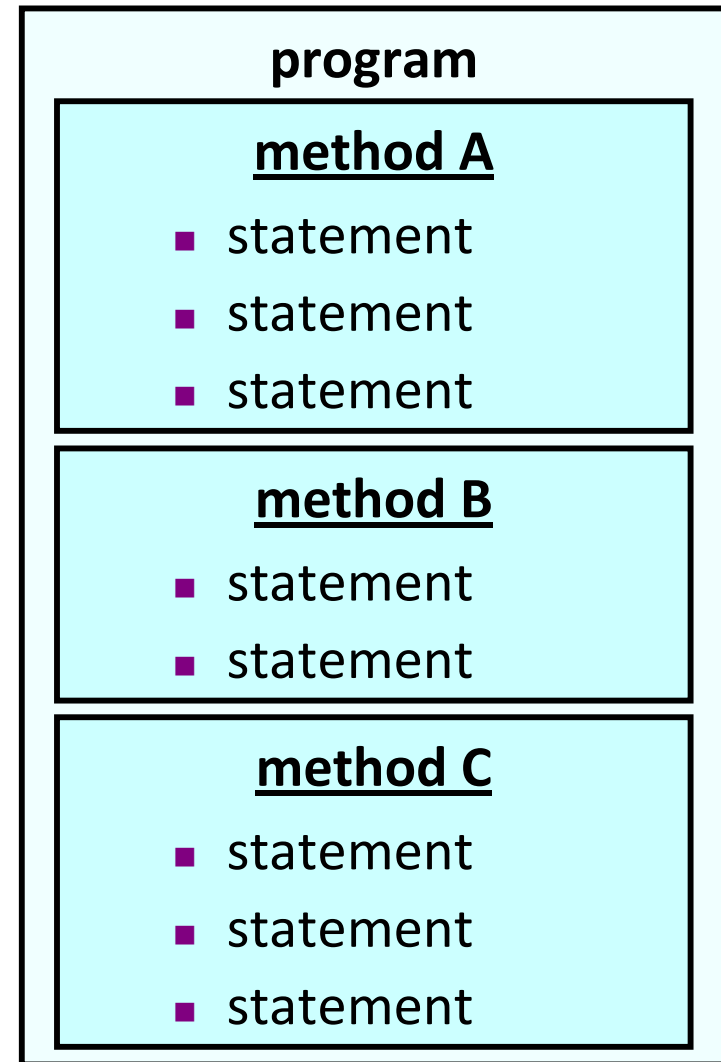 program
method A
▪ statement
▪ statement
▪ statement
method B
▪ statement
▪ statement
method C
▪ statement
▪ statement
▪ statement